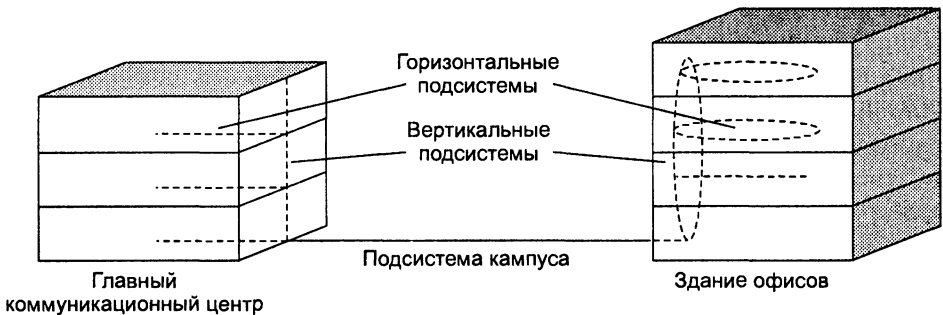 Горизонтальные
подсистемы
Вертикальные
подсистемы
Подсистема кампуса
Главный
коммуникационный центр
Здание офисов